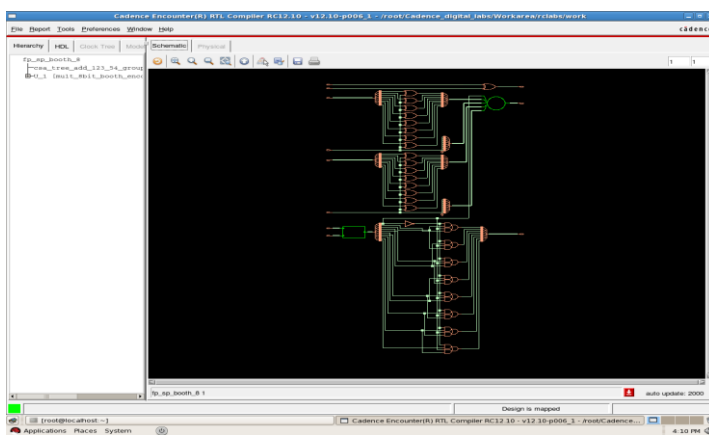 Cadence Encounter(R) RTL Compiler RC12.10 - v12.10-p006_1 - /root/Cadence_digital_labs/Workarea/rclabs/work
File Report Tools Preferences Window Help
cādence
Hierarchy HDL Clock Tree Model
Schematic Physical
1 1
fp_sp_booth_8
csa_tree_add_123_54_group
U_1 (mult_8bit_booth_enco
fp_sp_booth_8 1
auto update: 2000
Design is mapped
[root@localhost:~]
Cadence Encounter(R) RTL Compiler RC12.10 - v12.10-p006_1 - /root/Cadence...
Applications Places System
4:10 PM